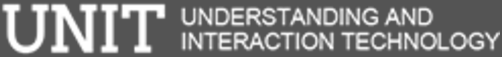 UNIT
UNDERSTANDING AND
INTERACTION TECHNOLOGY